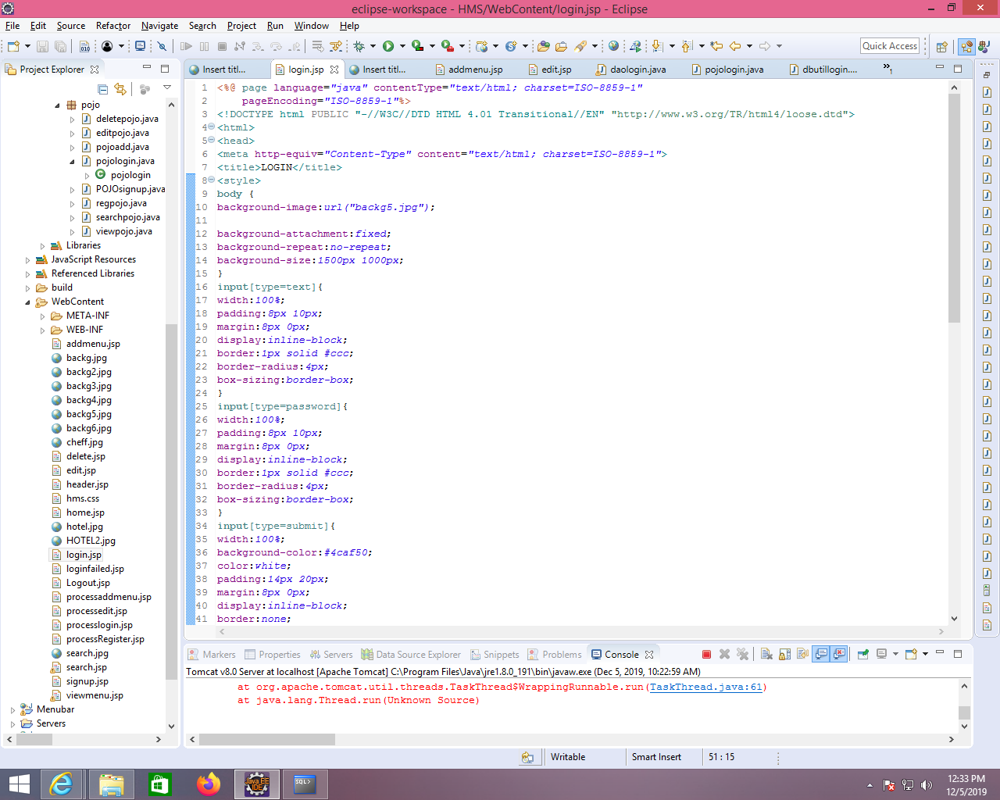 eclipse-workspace - HMS/WebContent/login.jsp - Eclipse
File Edit Source Refactor Navigate Search Project Run Window Help
Quick Access
Project Explorer
Insert titl...
login.jsp
Insert titl...
addmenu.jsp
edit.jsp
daologin.java
pojologin.java
dbutillogin....
pojo
deletepojo.java
editpojo.java
pojoadd.java
pojologin.java
pojologin
POJOsignup.java
regpojo.java
searchpojo.java
viewpojo.java
Libraries
JavaScript Resources
Referenced Libraries
build
WebContent
META-INF
WEB-INF
addmenu.jsp
backg.jpg
backg2.jpg
backg3.jpg
backg4.jpg
backg5.jpg
backg6.jpg
cheff.jpg
delete.jsp
edit.jsp
header.jsp
hms.css
home.jsp
hotel.jpg
HOTEL2.jpg
login.jsp
loginfailed.jsp
Logout.jsp
processaddmenu.jsp
processedit.jsp
processlogin.jsp
processRegister.jsp
search.jpg
search.jsp
signup.jsp
viewmenu.jsp
Menubar
Servers
1 <%@ page language="java" contentType="text/html; charset=ISO-8859-1"
2 pageEncoding="ISO-8859-1"%>
3 <!DOCTYPE html PUBLIC "-//W3C//DTD HTML 4.01 Transitional//EN" "http://www.w3.org/TR/html4/loose.dtd">
4 <html>
5 <head>
6 <meta http-equiv="Content-Type" content="text/html; charset=ISO-8859-1">
7 <title>LOGIN</title>
8 <style>
9 body {
10 background-image:url("backg5.jpg");
11
12 background-attachment:fixed;
13 background-repeat:no-repeat;
14 background-size:1500px 1000px;
15 }
16 input[type=text]{
17 width:100%;
18 padding:8px 10px;
19 margin:8px 0px;
20 display:inline-block;
21 border:1px solid #ccc;
22 border-radius:4px;
23 box-sizing:border-box;
24 }
25 input[type=password]{
26 width:100%;
27 padding:8px 10px;
28 margin:8px 0px;
29 display:inline-block;
30 border:1px solid #ccc;
31 border-radius:4px;
32 box-sizing:border-box;
33 }
34 input[type=submit]{
35 width:100%;
36 background-color:#4caf50;
37 color:white;
38 padding:14px 20px;
39 margin:8px 0px;
40 display:inline-block;
41 border:none;
Markers Properties Servers Data Source Explorer Snippets Problems Console
Tomcat v8.0 Server at localhost [Apache Tomcat] C:\Program Files\Java\jre1.8.0_191\bin\javaw.exe (Dec 5, 2019, 10:22:59 AM)
at org.apache.tomcat.util.threads.TaskThread$WrappingRunnable.run(TaskThread.java:61)
at java.lang.Thread.run(Unknown Source)
Writable Smart Insert 51 : 15
Java EE
IDE
SQL>
12:33 PM
12/5/2019